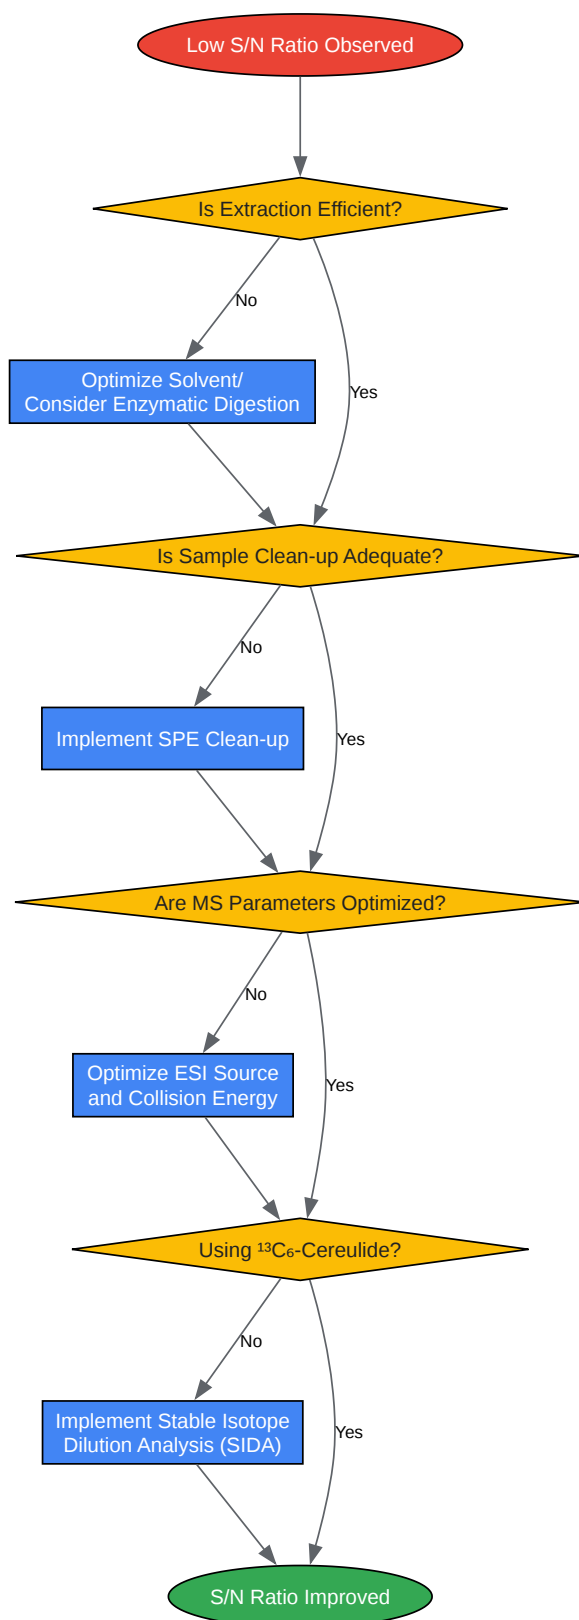 Low S/N Ratio Observed
Is Extraction Efficient?
No
Optimize Solvent/
Consider Enzymatic Digestion
Yes
Is Sample Clean-up Adequate?
No
Implement SPE Clean-up
Yes
Are MS Parameters Optimized?
No
Optimize ESI Source
and Collision Energy
Yes
Using ¹³C₆-Cereulide?
No
Implement Stable Isotope
Dilution Analysis (SIDA)
Yes
S/N Ratio Improved